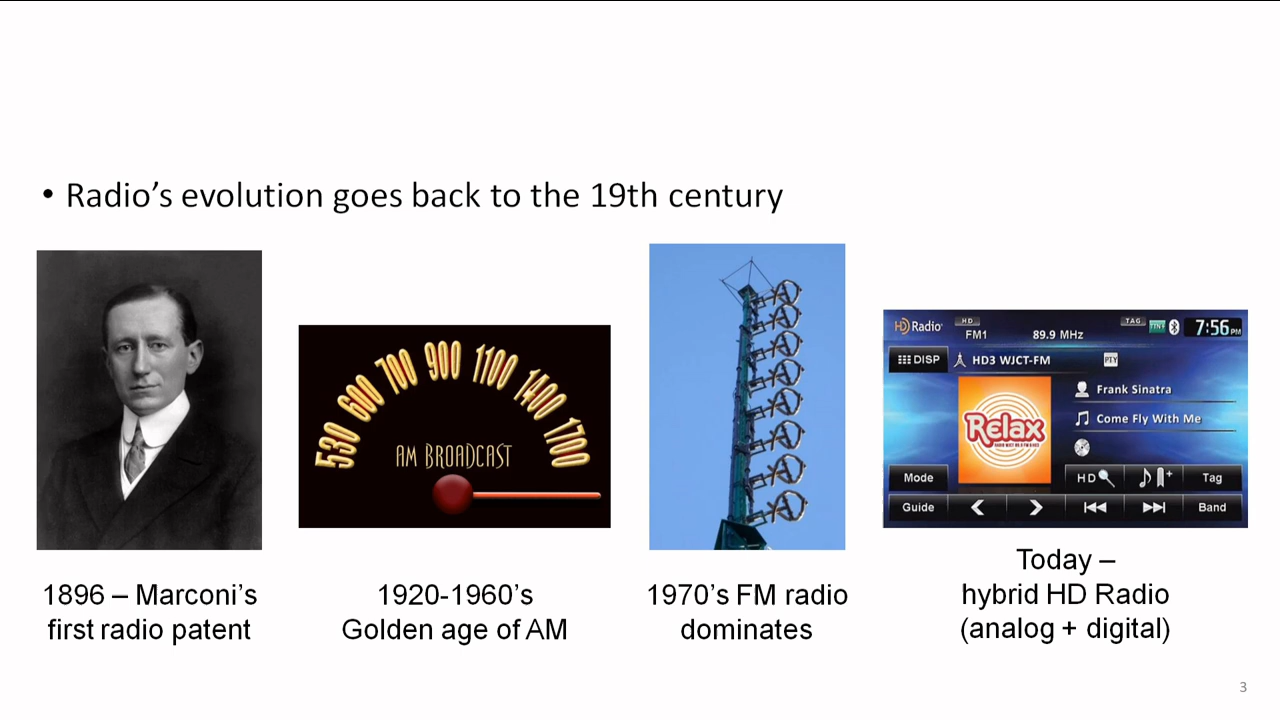 • Radio’s evolution goes back to the 19th century
530 600 700 900 1100 1400 1700
AM BROADCAST
HD Radio
HD
FM1
89.9 MHz
TAG
7:56 PM
DISP
HD3 WJCT-FM
PTY
Relax
Frank Sinatra
Come Fly With Me
Mode
HD
Tag
Guide
Band
1896 – Marconi’s
first radio patent
1920-1960’s
Golden age of AM
1970’s FM radio
dominates
Today –
hybrid HD Radio
(analog + digital)
3